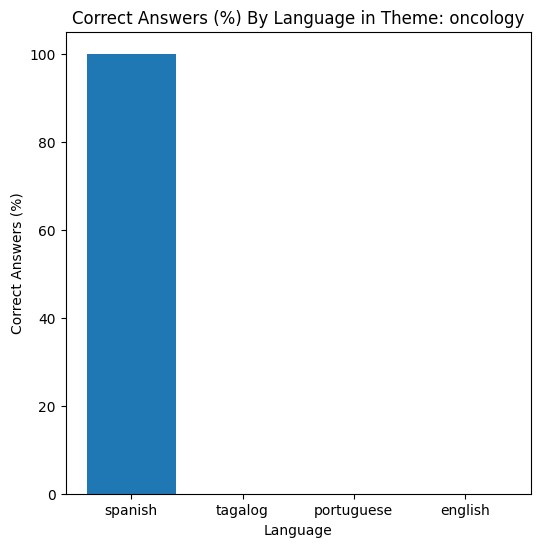 Correct Answers (%) By Language in Theme: oncology
100
80
60
40
20
0
Correct Answers (%)
spanish tagalog portuguese english
Language